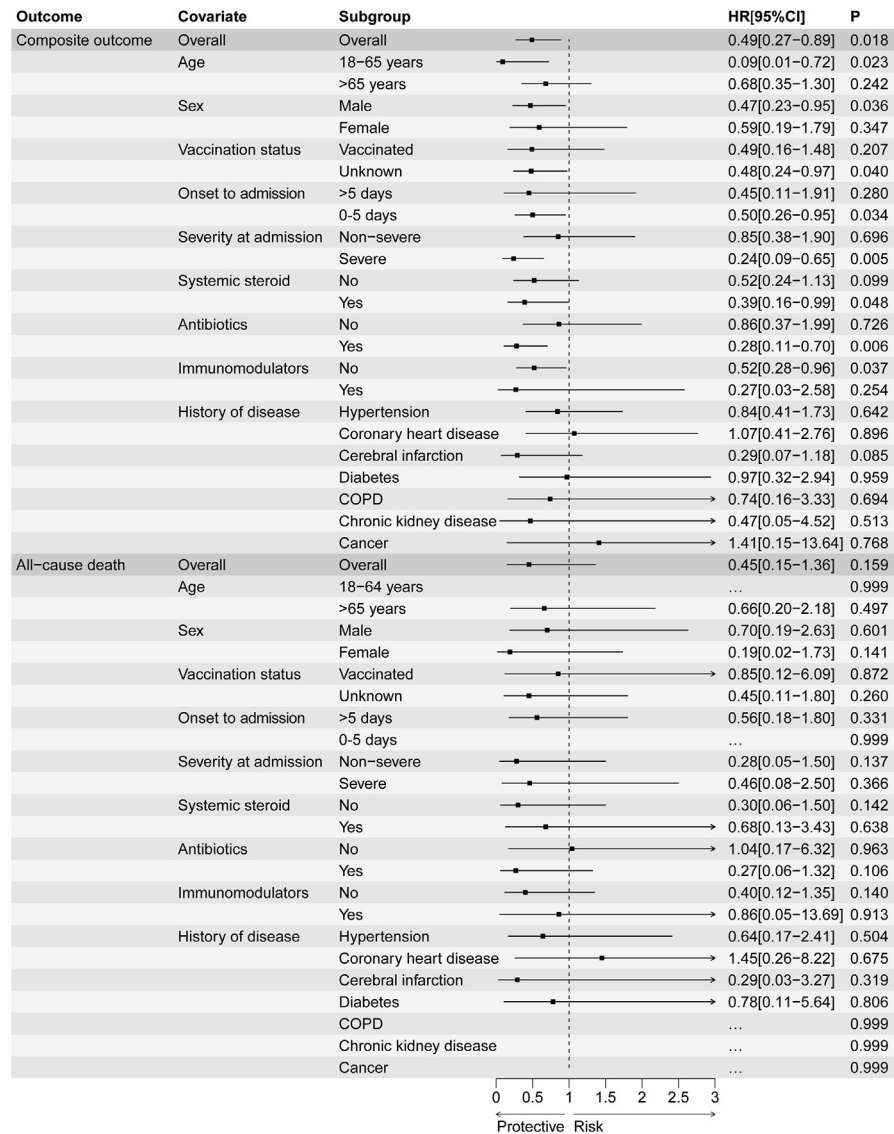 Outcome Covariate Subgroup HR[95%CI] P
Composite outcome Overall Overall 0.49[0.27−0.89] 0.018
Age 18−65 years 0.09[0.01−0.72] 0.023
>65 years 0.68[0.35−1.30] 0.242
Sex Male 0.47[0.23−0.95] 0.036
Female 0.59[0.19−1.79] 0.347
Vaccination status Vaccinated 0.49[0.16−1.48] 0.207
Unknown 0.48[0.24−0.97] 0.040
Onset to admission >5 days 0.45[0.11−1.91] 0.280
0-5 days 0.50[0.26−0.95] 0.034
Severity at admission Non−severe 0.85[0.38−1.90] 0.696
Severe 0.24[0.09−0.65] 0.005
Systemic steroid No 0.52[0.24−1.13] 0.099
Yes 0.39[0.16−0.99] 0.048
Antibiotics No 0.86[0.37−1.99] 0.726
Yes 0.28[0.11−0.70] 0.006
Immunomodulators No 0.52[0.28−0.96] 0.037
Yes 0.27[0.03−2.58] 0.254
History of disease Hypertension 0.84[0.41−1.73] 0.642
Coronary heart disease 1.07[0.41−2.76] 0.896
Cerebral infarction 0.29[0.07−1.18] 0.085
Diabetes 0.97[0.32−2.94] 0.959
COPD 0.74[0.16−3.33] 0.694
Chronic kidney disease 0.47[0.05−4.52] 0.513
Cancer 1.41[0.15−13.64] 0.768
All−cause death Overall Overall 0.45[0.15−1.36] 0.159
Age 18−64 years ... 0.999
>65 years 0.66[0.20−2.18] 0.497
Sex Male 0.70[0.19−2.63] 0.601
Female 0.19[0.02−1.73] 0.141
Vaccination status Vaccinated 0.85[0.12−6.09] 0.872
Unknown 0.45[0.11−1.80] 0.260
Onset to admission >5 days 0.56[0.18−1.80] 0.331
0-5 days ... 0.999
Severity at admission Non−severe 0.28[0.05−1.50] 0.137
Severe 0.46[0.08−2.50] 0.366
Systemic steroid No 0.30[0.06−1.50] 0.142
Yes 0.68[0.13−3.43] 0.638
Antibiotics No 1.04[0.17−6.32] 0.963
Yes 0.27[0.06−1.32] 0.106
Immunomodulators No 0.40[0.12−1.35] 0.140
Yes 0.86[0.05−13.69] 0.913
History of disease Hypertension 0.64[0.17−2.41] 0.504
Coronary heart disease 1.45[0.26−8.22] 0.675
Cerebral infarction 0.29[0.03−3.27] 0.319
Diabetes 0.78[0.11−5.64] 0.806
COPD ... 0.999
Chronic kidney disease ... 0.999
Cancer ... 0.999
0 0.5 1 1.5 2 2.5 3
Protective Risk